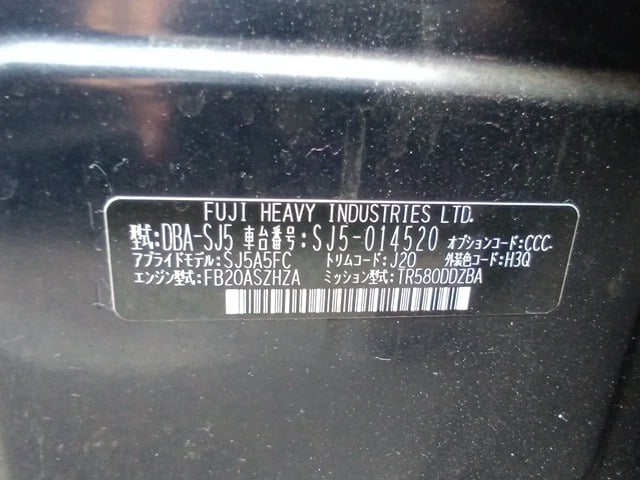 FUJI HEAVY INDUSTRIES LTD.
型式:DBA-SJ5 車台番号:SJ5-014520 オプションコード:CCC-
アプライドモデル:SJ5A5FC トリムコード:J20 外装色コード:H3Q
エンジン型式:FB20ASZHZA ミッション型式:TR580DDZBA